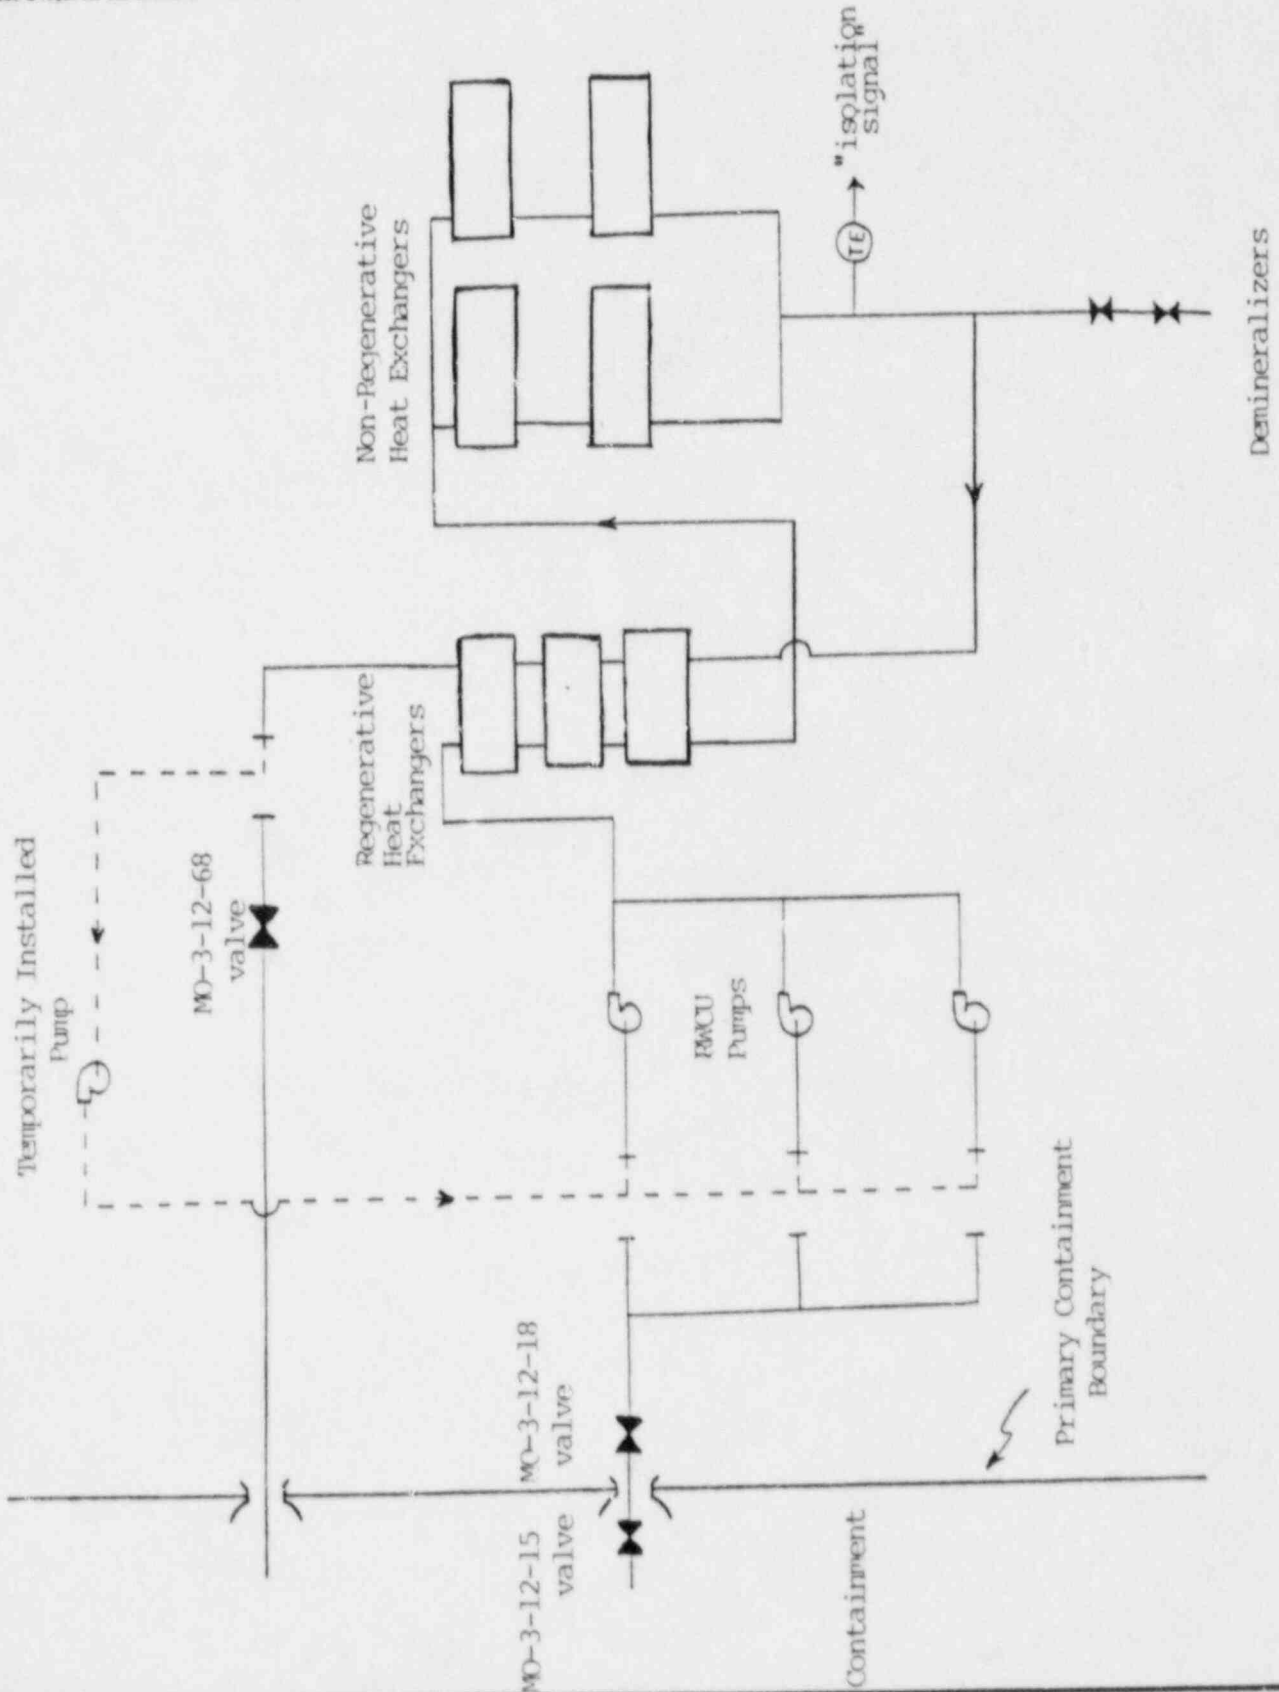 Temporarily Installed
Pump
MO-3-12-68
valve
Regenerative
Heat
Exchangers
Non-Regenerative
Heat Exchangers
TE
"isolation
signal"
Demineralizers
RWCU
Pumps
MO-3-12-18
valve
MO-3-12-15
valve
Primary Containment
Boundary
Containment